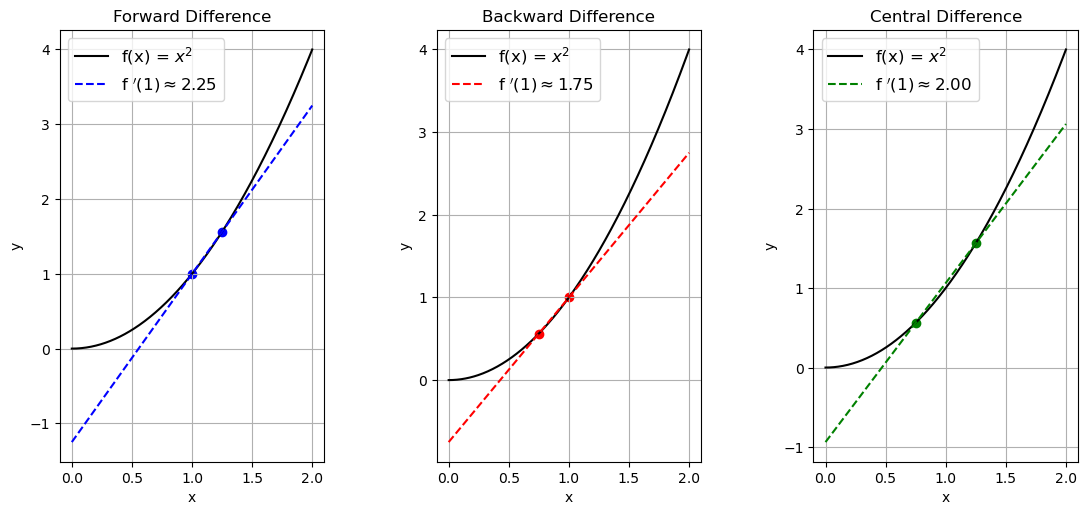 Forward Difference
f(x) = x²
f ′(1) ≈ 2.25
4
3
2
1
0
−1
y
0.0 0.5 1.0 1.5 2.0
x
Backward Difference
f(x) = x²
f ′(1) ≈ 1.75
4
3
2
1
0
y
0.0 0.5 1.0 1.5 2.0
x
Central Difference
f(x) = x²
f ′(1) ≈ 2.00
4
3
2
1
0
−1
y
0.0 0.5 1.0 1.5 2.0
x